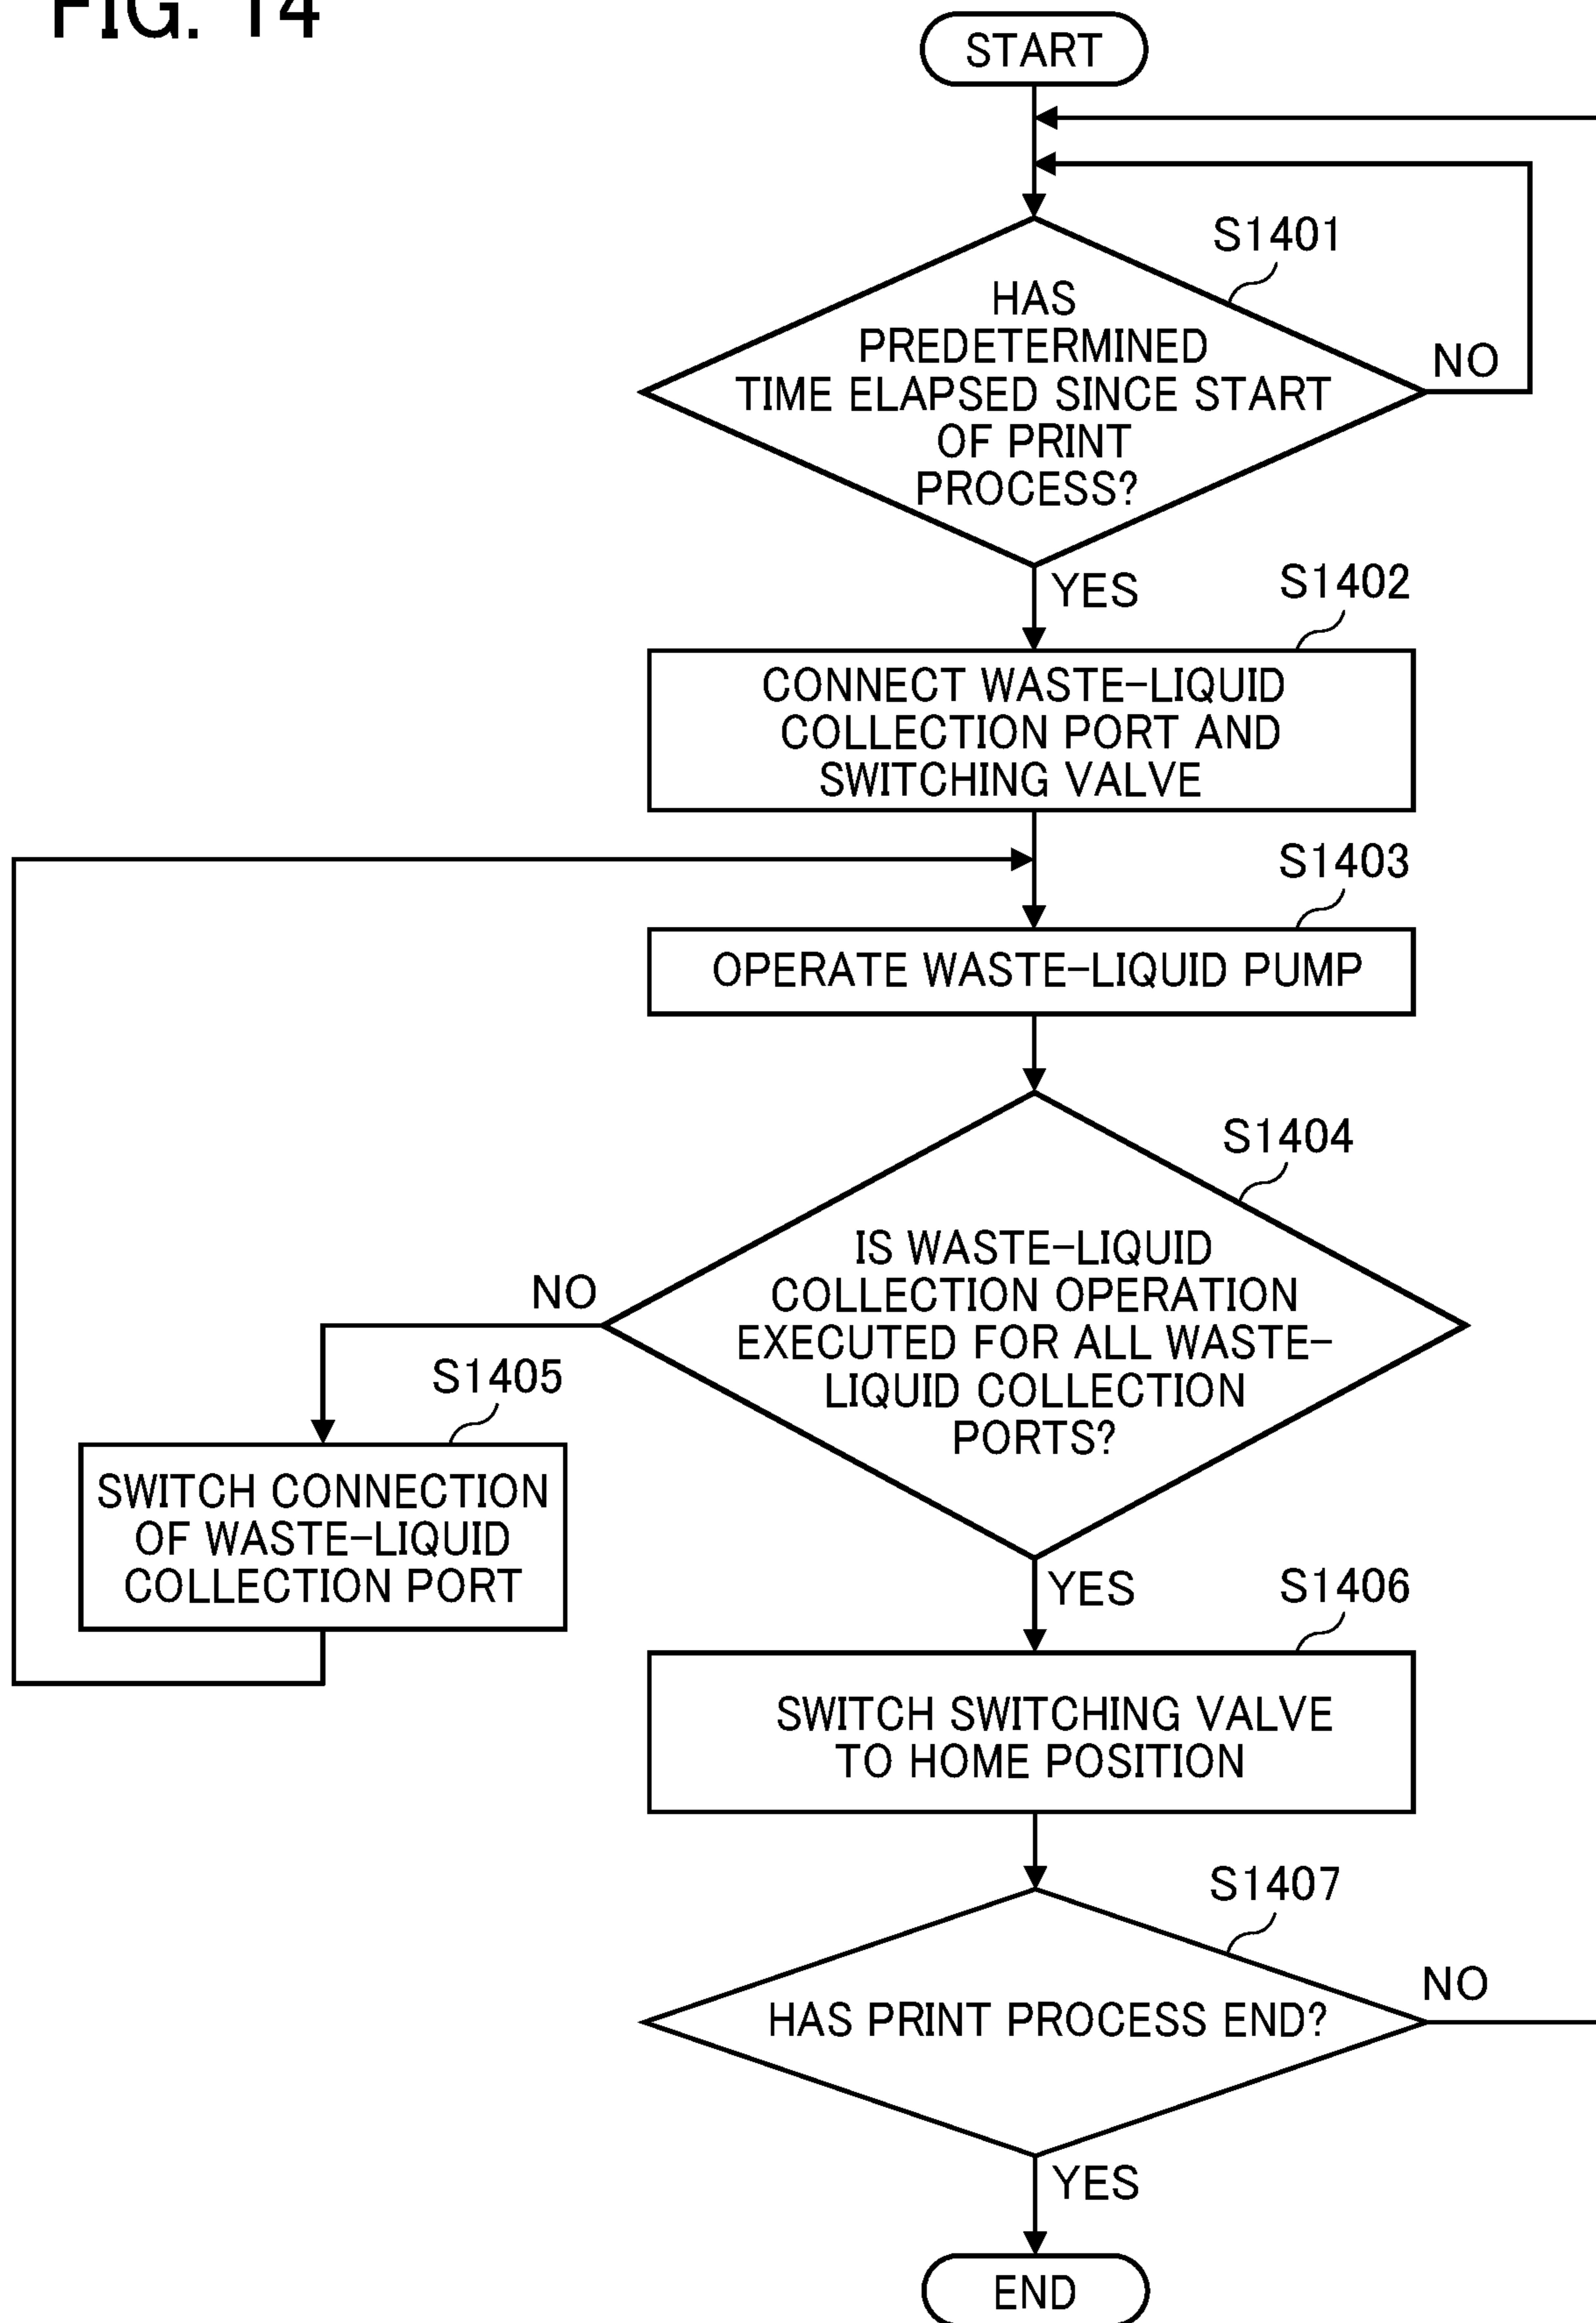 FIG. 14
START
S1401
HAS
PREDETERMINED
TIME ELAPSED SINCE START
OF PRINT
PROCESS?
NO
YES
S1402
CONNECT WASTE-LIQUID
COLLECTION PORT AND
SWITCHING VALVE
S1403
OPERATE WASTE-LIQUID PUMP
S1404
IS WASTE-LIQUID
COLLECTION OPERATION
EXECUTED FOR ALL WASTE-
LIQUID COLLECTION
PORTS?
NO
S1405
SWITCH CONNECTION
OF WASTE-LIQUID
COLLECTION PORT
YES
S1406
SWITCH SWITCHING VALVE
TO HOME POSITION
S1407
HAS PRINT PROCESS END?
NO
YES
END